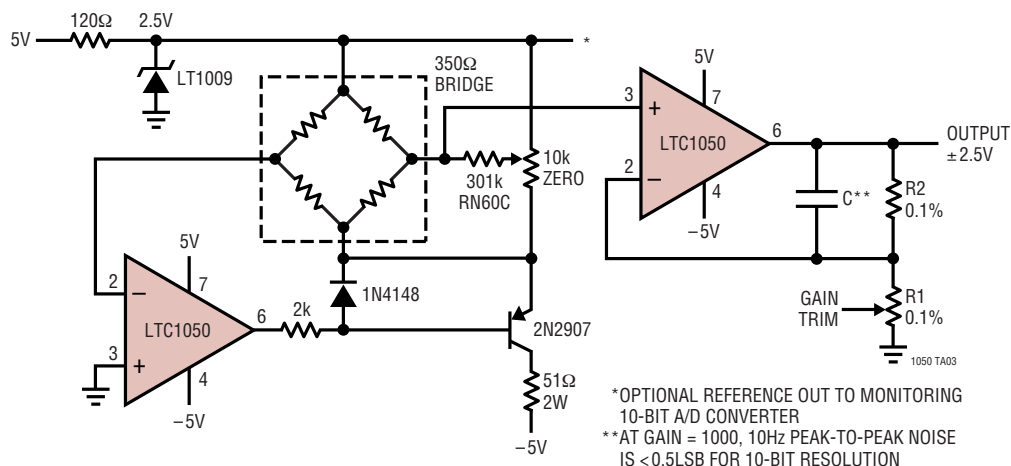 120Ω
2.5V
5V
*
LT1009
350Ω
BRIDGE
301k
RN60C
10k
ZERO
5V
3
+
7
LTC1050
6
2
−
4
−5V
OUTPUT
±2.5V
C**
R2
0.1%
GAIN
TRIM
R1
0.1%
1050 TA03
5V
2
−
7
LTC1050
6
3
+
4
−5V
2k
1N4148
2N2907
51Ω
2W
−5V
*OPTIONAL REFERENCE OUT TO MONITORING
10-BIT A/D CONVERTER
**AT GAIN = 1000, 10Hz PEAK-TO-PEAK NOISE
IS <0.5LSB FOR 10-BIT RESOLUTION